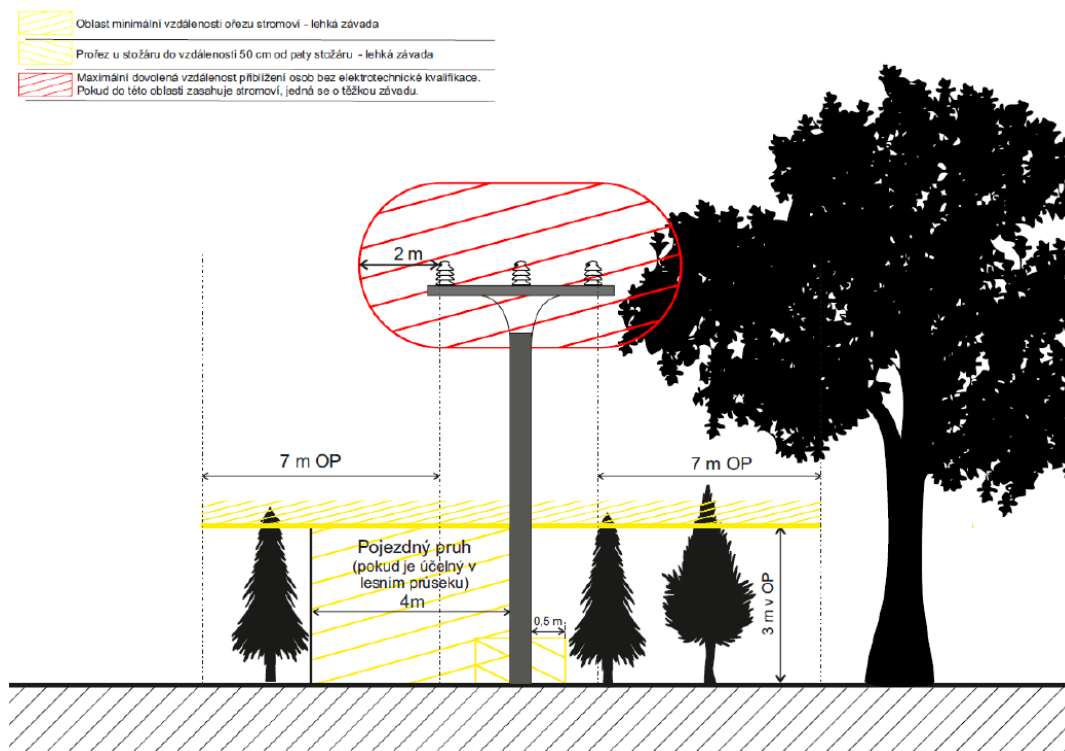 Oblast minimální vzdálenosti ořezu stromoví - lehká závada
Prořez u stožáru do vzdálenosti 50 cm od paty stožáru - lehká závada
Maximální dovolená vzdálenost přiblížení osob bez elektrotechnické kvalifikace.
Pokud do této oblasti zasahuje stromoví, jedná se o těžkou závadu.
2 m
7 m OP
7 m OP
Pojezdný pruh
(pokud je účelný v
lesním průseku)
4m
0,5 m
3 m v OP